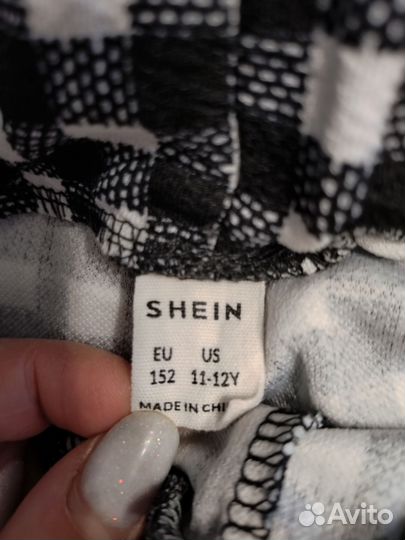 SHEIN
EU US
152 11-12Y
MADE IN CHI
Avito